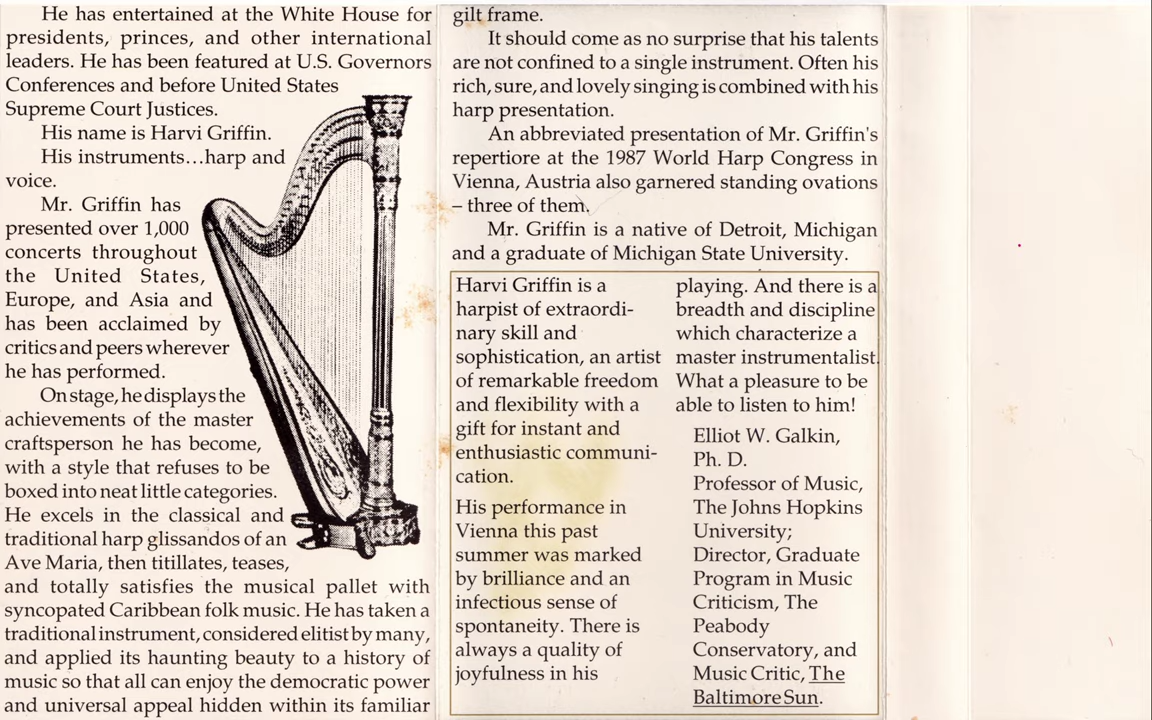 He has entertained at the White House for
presidents, princes, and other international
leaders. He has been featured at U.S. Governors
Conferences and before United States
Supreme Court Justices.
His name is Harvi Griffin.
His instruments...harp and
voice.
Mr. Griffin has
presented over 1,000
concerts throughout
the United States,
Europe, and Asia and
has been acclaimed by
critics and peers wherever
he has performed.
On stage, he displays the
achievements of the master
craftsperson he has become,
with a style that refuses to be
boxed into neat little categories.
He excels in the classical and
traditional harp glissandos of an
Ave Maria, then titillates, teases,
and totally satisfies the musical pallet with
syncopated Caribbean folk music. He has taken a
traditional instrument, considered elitist by many,
and applied its haunting beauty to a history of
music so that all can enjoy the democratic power
and universal appeal hidden within its familiar
gilt frame.
It should come as no surprise that his talents
are not confined to a single instrument. Often his
rich, sure, and lovely singing is combined with his
harp presentation.
An abbreviated presentation of Mr. Griffin's
repertiore at the 1987 World Harp Congress in
Vienna, Austria also garnered standing ovations
– three of them.
Mr. Griffin is a native of Detroit, Michigan
and a graduate of Michigan State University.
Harvi Griffin is a
harpist of extraordi-
nary skill and
sophistication, an artist
of remarkable freedom
and flexibility with a
gift for instant and
enthusiastic communi-
cation.
His performance in
Vienna this past
summer was marked
by brilliance and an
infectious sense of
spontaneity. There is
always a quality of
joyfulness in his
playing. And there is a
breadth and discipline
which characterize a
master instrumentalist.
What a pleasure to be
able to listen to him!
Elliot W. Galkin,
Ph. D.
Professor of Music,
The Johns Hopkins
University;
Director, Graduate
Program in Music
Criticism, The
Peabody
Conservatory, and
Music Critic, The
Baltimore Sun.